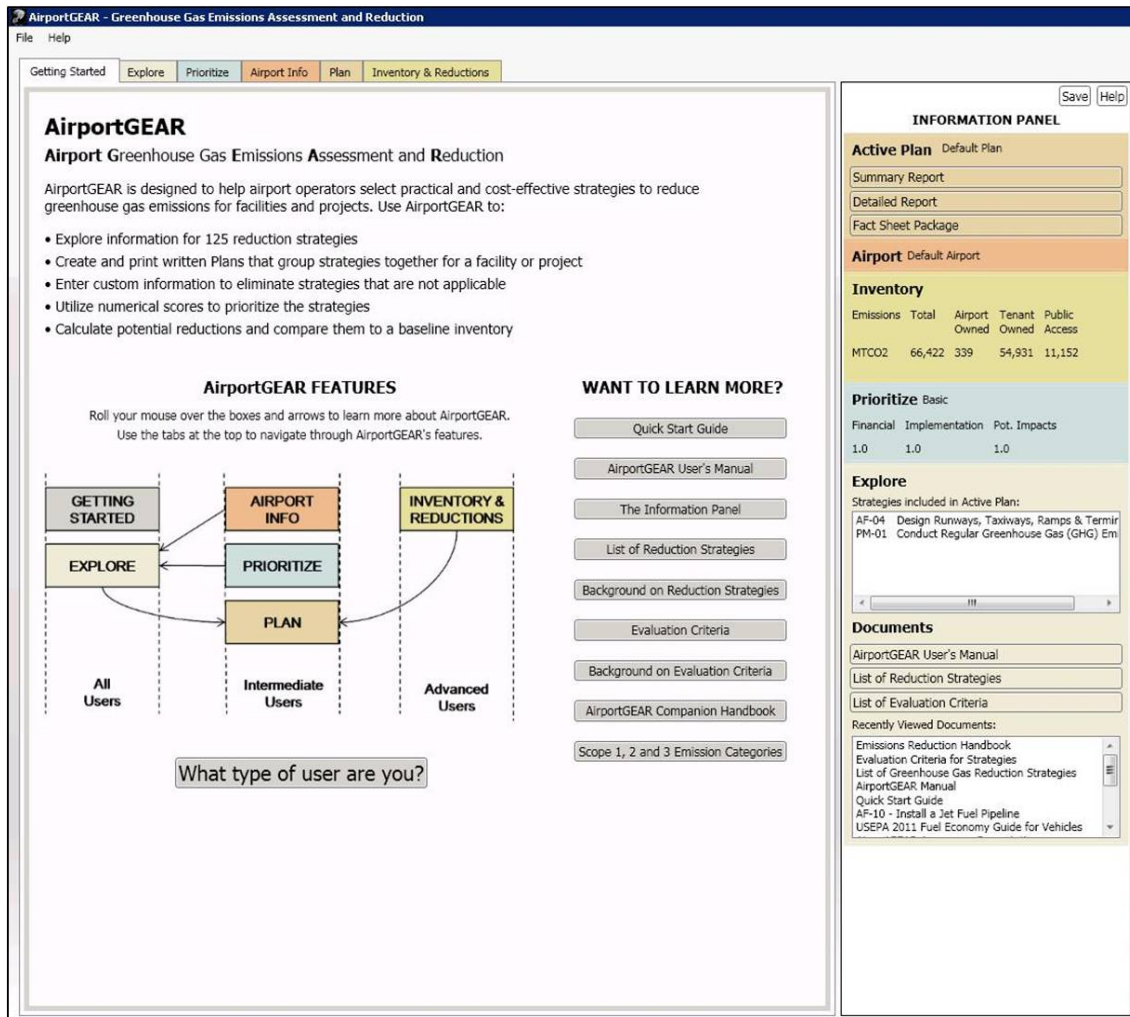 AirportGEAR - Greenhouse Gas Emissions Assessment and Reduction
File Help
Getting Started Explore Prioritize Airport Info Plan Inventory & Reductions
AirportGEAR
Airport Greenhouse Gas Emissions Assessment and Reduction
AirportGEAR is designed to help airport operators select practical and cost-effective strategies to reduce
greenhouse gas emissions for facilities and projects. Use AirportGEAR to:
• Explore information for 125 reduction strategies
• Create and print written Plans that group strategies together for a facility or project
• Enter custom information to eliminate strategies that are not applicable
• Utilize numerical scores to prioritize the strategies
• Calculate potential reductions and compare them to a baseline inventory
AirportGEAR FEATURES
Roll your mouse over the boxes and arrows to learn more about AirportGEAR.
Use the tabs at the top to navigate through AirportGEAR's features.
GETTING
STARTED
AIRPORT
INFO
INVENTORY &
REDUCTIONS
EXPLORE
PRIORITIZE
PLAN
All
Users
Intermediate
Users
Advanced
Users
What type of user are you?
WANT TO LEARN MORE?
Quick Start Guide
AirportGEAR User's Manual
The Information Panel
List of Reduction Strategies
Background on Reduction Strategies
Evaluation Criteria
Background on Evaluation Criteria
AirportGEAR Companion Handbook
Scope 1, 2 and 3 Emission Categories
Save Help
INFORMATION PANEL
Active Plan Default Plan
Summary Report
Detailed Report
Fact Sheet Package
Airport Default Airport
Inventory
Emissions Total Airport Tenant Public
Owned Owned Access
MTCO2 66,422 339 54,931 11,152
Prioritize Basic
Financial Implementation Pot. Impacts
1.0 1.0 1.0
Explore
Strategies included in Active Plan:
AF-04 Design Runways, Taxiways, Ramps & Termir
PM-01 Conduct Regular Greenhouse Gas (GHG) Em
Documents
AirportGEAR User's Manual
List of Reduction Strategies
List of Evaluation Criteria
Recently Viewed Documents:
Emissions Reduction Handbook
Evaluation Criteria for Strategies
List of Greenhouse Gas Reduction Strategies
AirportGEAR Manual
Quick Start Guide
AF-10 - Install a Jet Fuel Pipeline
USEPA 2011 Fuel Economy Guide for Vehicles